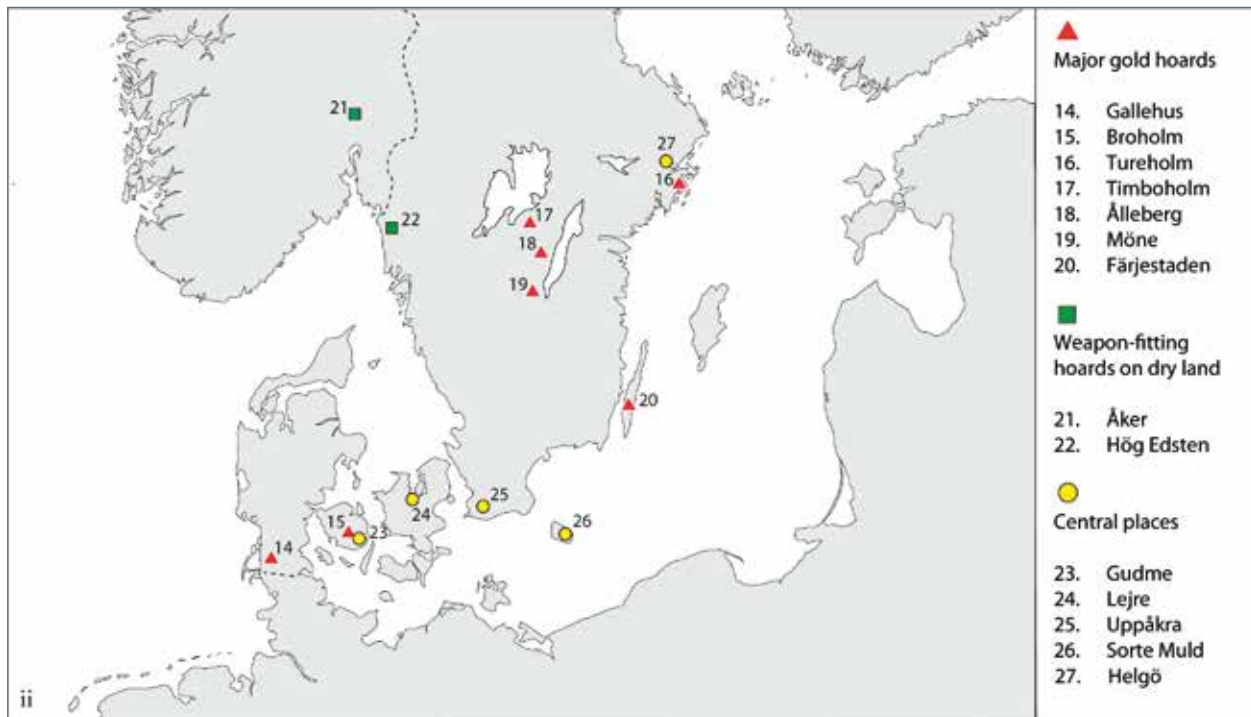 21
27
16
17
22
18
19
20
24
25
15
23
26
14
ii
Major gold hoards
14. Gallehus
15. Broholm
16. Tureholm
17. Timboholm
18. Ålleberg
19. Möne
20. Färjestaden
Weapon-fitting
hoards on dry land
21. Åker
22. Hög Edsten
Central places
23. Gudme
24. Lejre
25. Uppåkra
26. Sorte Muld
27. Helgö